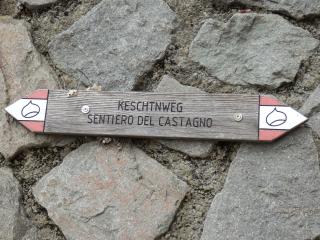 KESCHTNWEG
SENTIERO DEL CASTAGNO